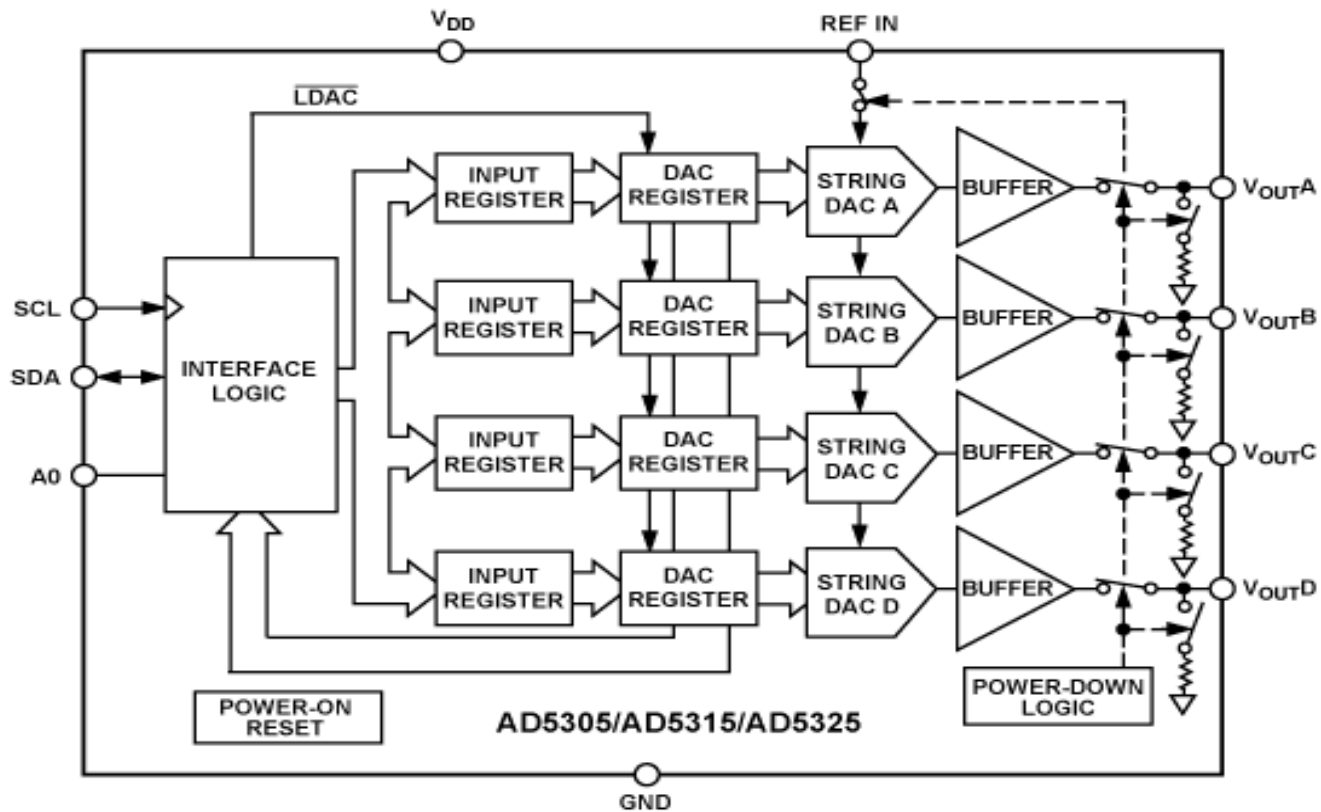 VDD
REF IN
LDAC
INPUT
REGISTER
DAC
REGISTER
STRING
DAC A
BUFFER
VOUTA
INPUT
REGISTER
DAC
REGISTER
STRING
DAC B
BUFFER
VOUTB
SCL
SDA
A0
INTERFACE
LOGIC
INPUT
REGISTER
DAC
REGISTER
STRING
DAC C
BUFFER
VOUTC
INPUT
REGISTER
DAC
REGISTER
STRING
DAC D
BUFFER
VOUTD
POWER-ON
RESET
AD5305/AD5315/AD5325
POWER-DOWN
LOGIC
GND